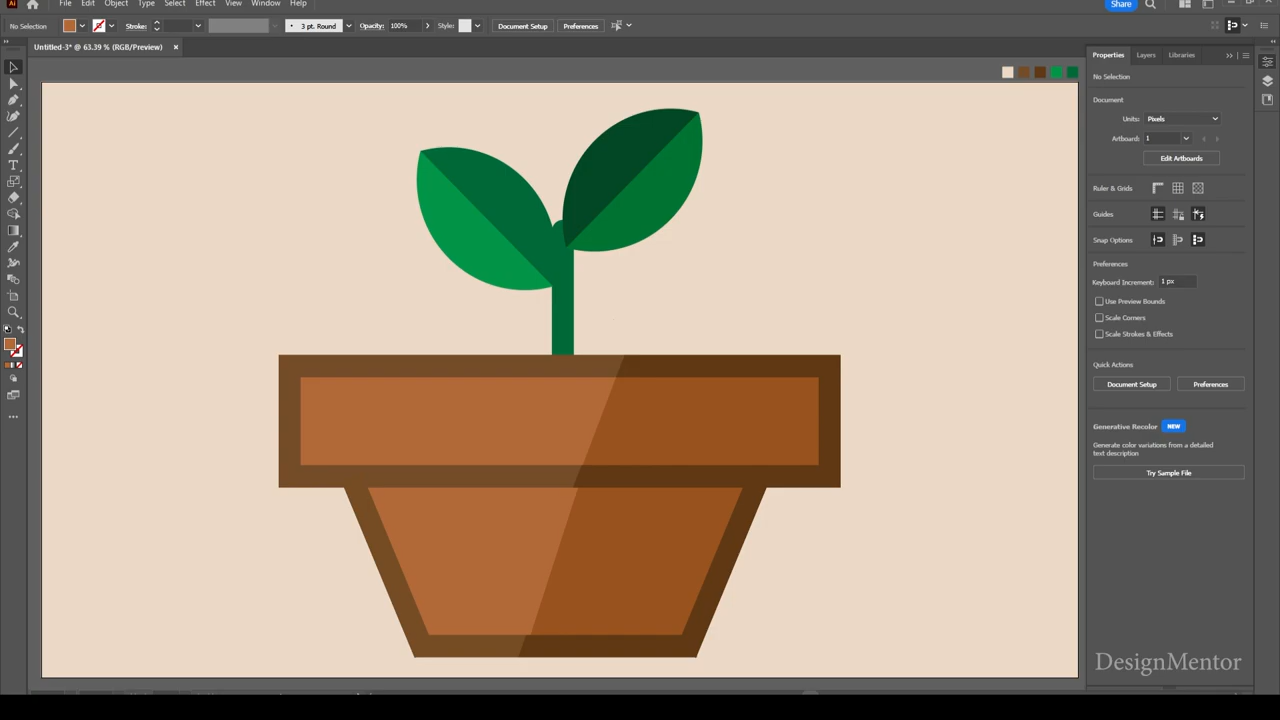 Ai File Edit Object Type Select Effect View Window Help Share
No Selection Stroke: 3 pt. Round Opacity: 100% Style: Document Setup Preferences
Untitled-3* @ 63.39 % (RGB/Preview) ×
Properties Layers Libraries
No Selection
Document
Units: Pixels
Artboard: 1
Edit Artboards
Ruler & Grids
Guides
Snap Options
Preferences
Keyboard Increment: 1 px
Use Preview Bounds
Scale Corners
Scale Strokes & Effects
Quick Actions
Document Setup Preferences
Generative Recolor NEW
Generate color variations from a detailed
text description
Try Sample File
DesignMentor